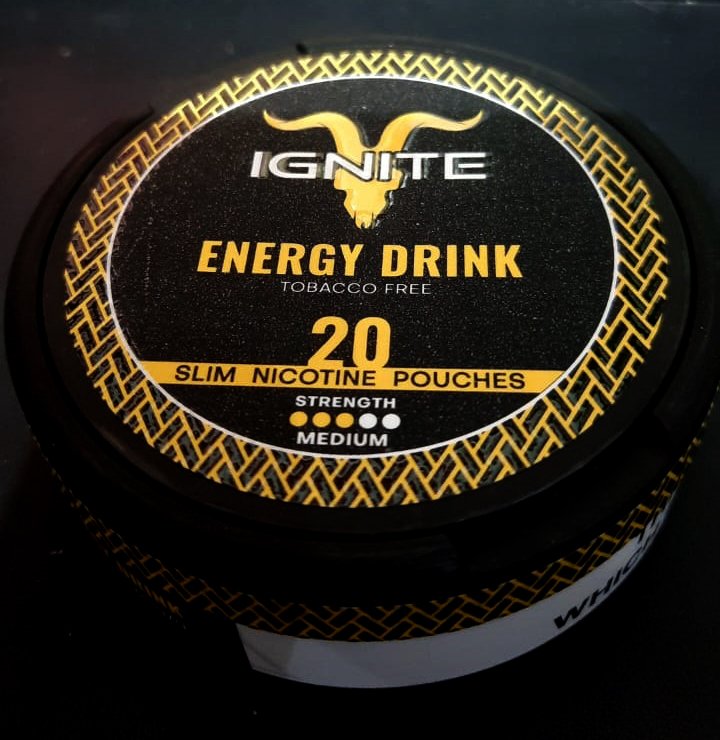 IGNITE
ENERGY DRINK
TOBACCO FREE
20
SLIM NICOTINE POUCHES
STRENGTH
MEDIUM